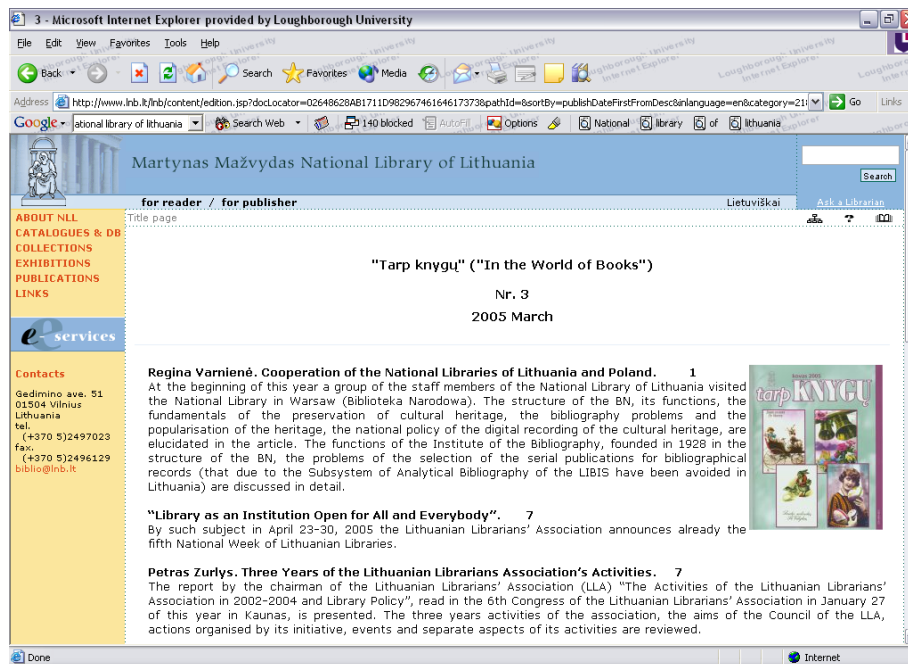 3 - Microsoft Internet Explorer provided by Loughborough University
File Edit View Favorites Tools Help
Back Search Favorites Media
Address http://www.lnb.lt/lnb/content/edition.jsp?docLocator=02648628AB1711D982967461646173 73&pathId=&sortBy=publishDateFirstFromDesc&inlanguage=en&category=21 Go Links
Google ational library of lithuania Search Web 140 blocked AutoFill Options National library of lithuania
Martynas Mažvydas National Library of Lithuania
Search
for reader / for publisher Lietuviškai Ask a Librarian
Title page
ABOUT NLL
CATALOGUES & DB
COLLECTIONS
EXHIBITIONS
PUBLICATIONS
LINKS
e - services
Contacts
Gedimino ave. 51
01504 Vilnius
Lithuania
tel.
(+370 5)2497023
fax.
(+370 5)2496129
biblio@lnb.lt
"Tarp knygų" ("In the World of Books")
Nr. 3
2005 March
Regina Varnienė. Cooperation of the National Libraries of Lithuania and Poland. 1
At the beginning of this year a group of the staff members of the National Library of Lithuania visited
the National Library in Warsaw (Biblioteka Narodowa). The structure of the BN, its functions, the
fundamentals of the preservation of cultural heritage, the bibliography problems and the
popularisation of the heritage, the national policy of the digital recording of the cultural heritage, are
elucidated in the article. The functions of the Institute of the Bibliography, founded in 1928 in the
structure of the BN, the problems of the selection of the serial publications for bibliographical
records (that due to the Subsystem of Analytical Bibliography of the LIBIS have been avoided in
Lithuania) are discussed in detail.
tarp KNYGŲ
“Library as an Institution Open for All and Everybody”. 7
By such subject in April 23-30, 2005 the Lithuanian Librarians’ Association announces already the
fifth National Week of Lithuanian Libraries.
Petras Zurlys. Three Years of the Lithuanian Librarians Association’s Activities. 7
The report by the chairman of the Lithuanian Librarians’ Association (LLA) “The Activities of the Lithuanian Librarians’
Association in 2002-2004 and Library Policy”, read in the 6th Congress of the Lithuanian Librarians’ Association in January 27
of this year in Kaunas, is presented. The three years activities of the association, the aims of the Council of the LLA,
actions organised by its initiative, events and separate aspects of its activities are reviewed.
Done Internet